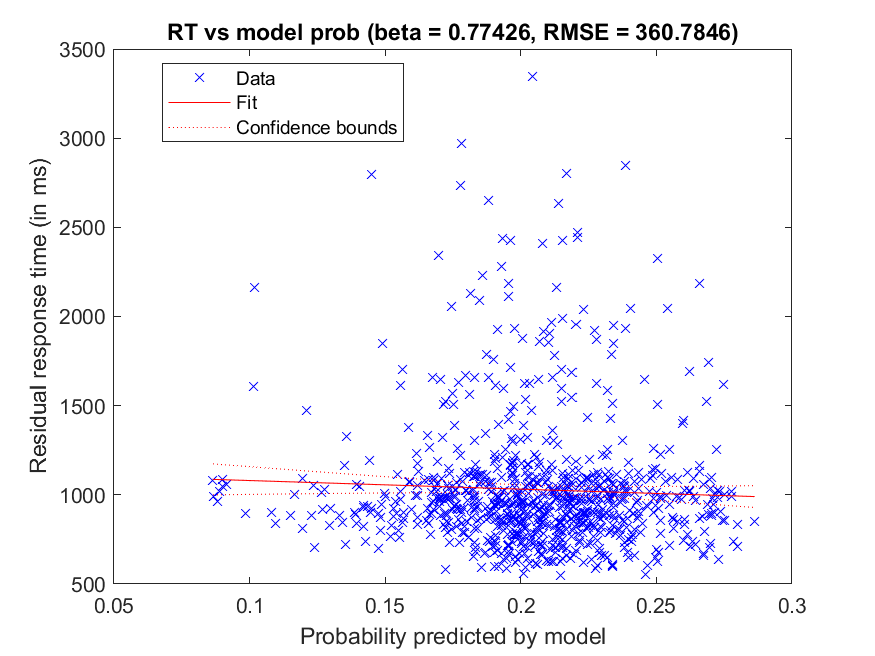 RT vs model prob (beta = 0.77426, RMSE = 360.7846)
3500
3000
2500
2000
1500
1000
500
Residual response time (in ms)
Data
Fit
Confidence bounds
0.05 0.1 0.15 0.2 0.25 0.3
Probability predicted by model